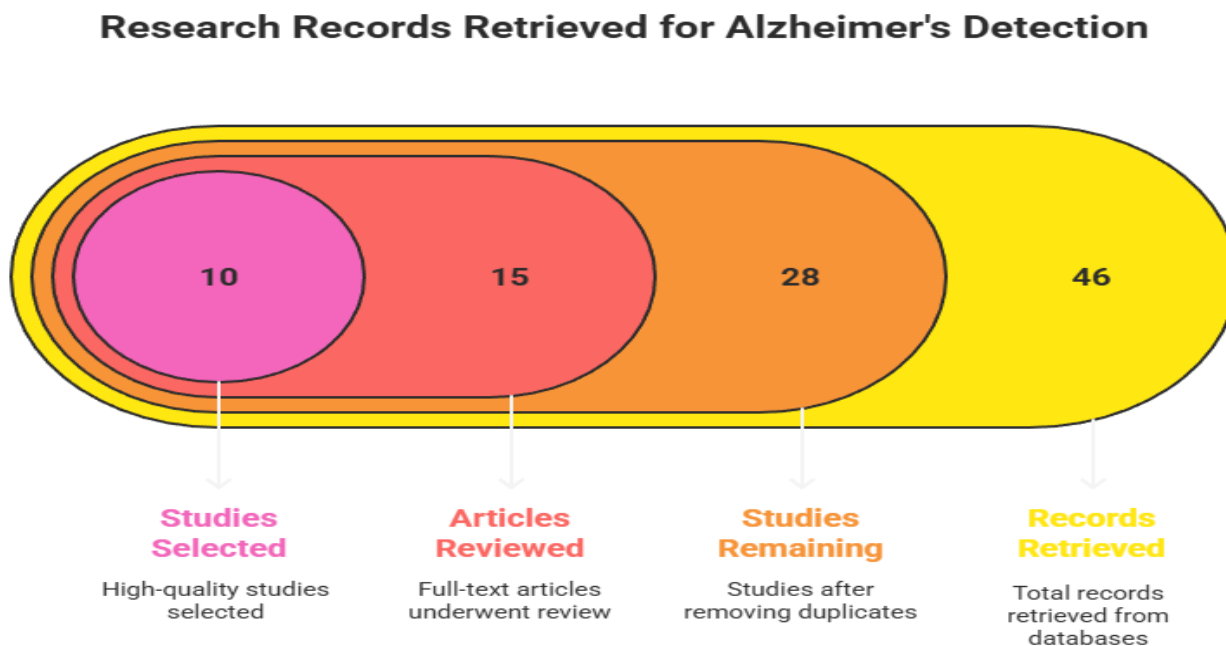 Research Records Retrieved for Alzheimer's Detection
10
15
28
46
Studies
Selected
High-quality studies
selected
Articles
Reviewed
Full-text articles
underwent review
Studies
Remaining
Studies after
removing duplicates
Records
Retrieved
Total records
retrieved from
databases